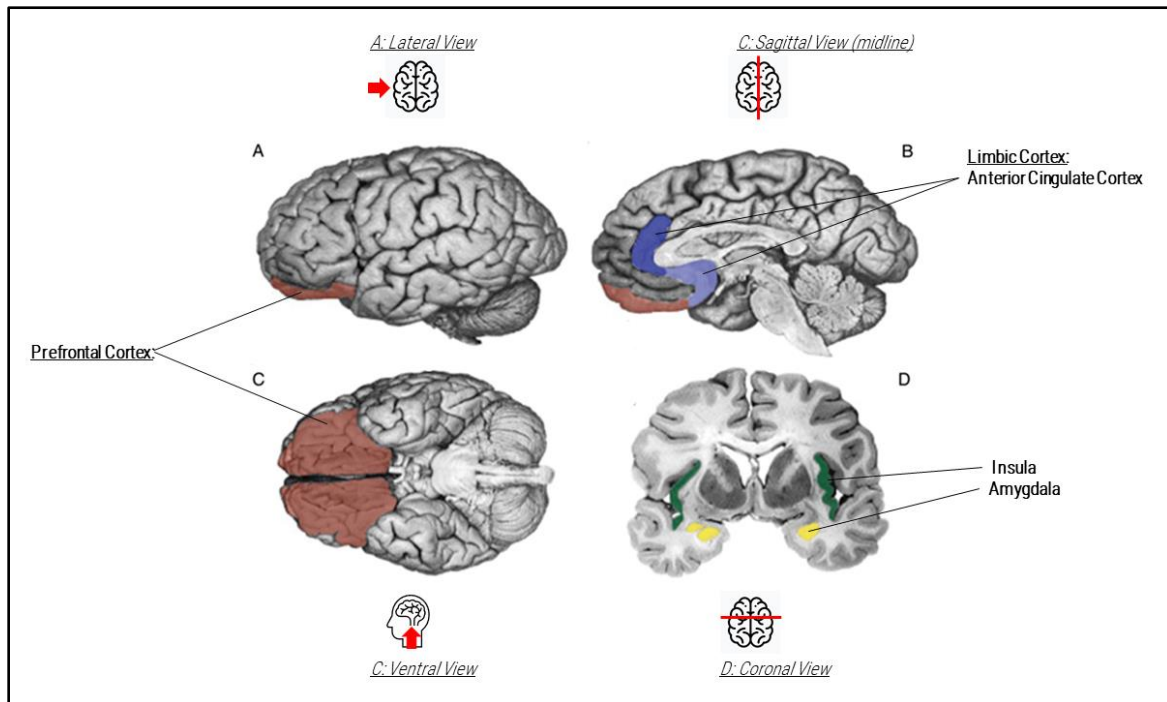 A: Lateral View
C: Sagittal View (midline)
A
B
Limbic Cortex:
Anterior Cingulate Cortex
Prefrontal Cortex:
C
D
Insula
Amygdala
C: Ventral View
D: Coronal View